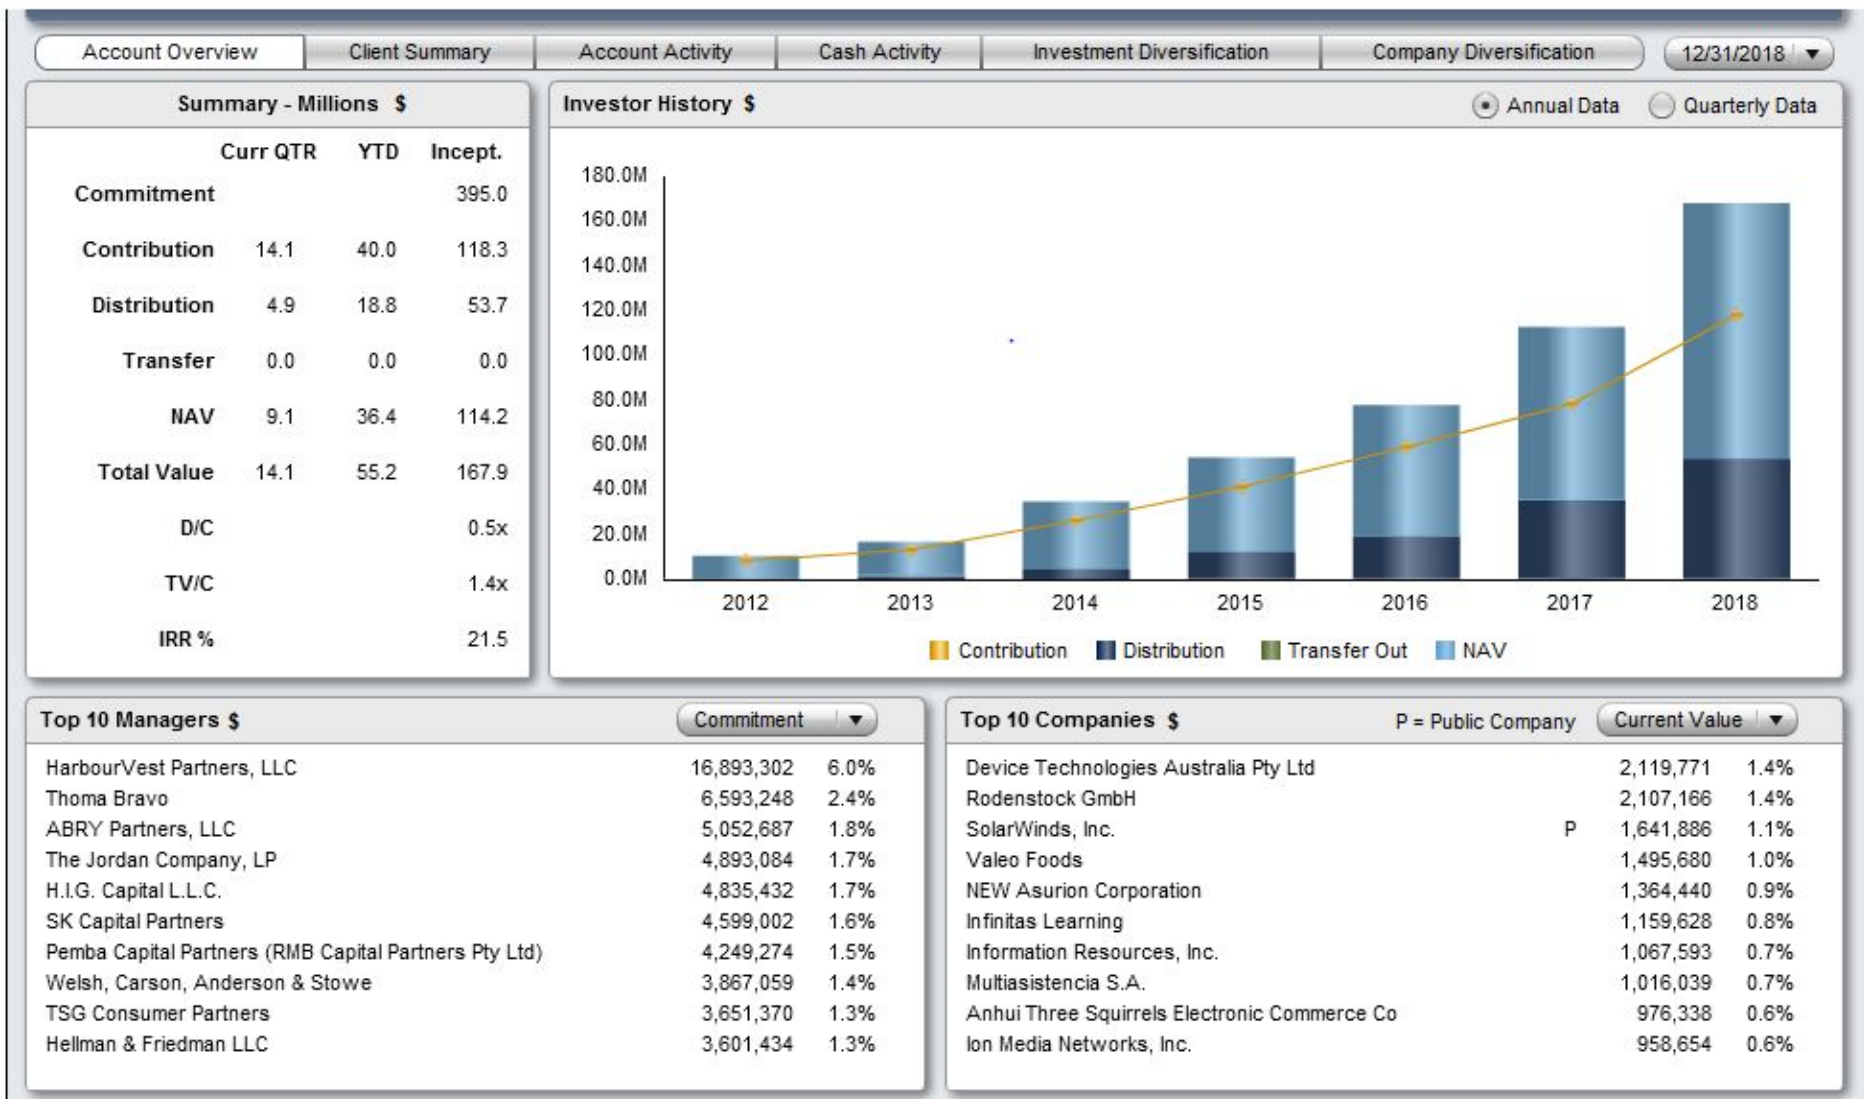 Account Overview Client Summary Account Activity Cash Activity Investment Diversification Company Diversification 12/31/2018
Summary - Millions $
Curr QTR YTD Incept.
Commitment 395.0
Contribution 14.1 40.0 118.3
Distribution 4.9 18.8 53.7
Transfer 0.0 0.0 0.0
NAV 9.1 36.4 114.2
Total Value 14.1 55.2 167.9
D/C 0.5x
TV/C 1.4x
IRR % 21.5
Investor History $ Annual Data Quarterly Data
180.0M
160.0M
140.0M
120.0M
100.0M
80.0M
60.0M
40.0M
20.0M
0.0M
2012 2013 2014 2015 2016 2017 2018
Contribution Distribution Transfer Out NAV
Top 10 Managers $ Commitment
HarbourVest Partners, LLC 16,893,302 6.0%
Thoma Bravo 6,593,248 2.4%
ABRY Partners, LLC 5,052,687 1.8%
The Jordan Company, LP 4,893,084 1.7%
H.I.G. Capital L.L.C. 4,835,432 1.7%
SK Capital Partners 4,599,002 1.6%
Pemba Capital Partners (RMB Capital Partners Pty Ltd) 4,249,274 1.5%
Welsh, Carson, Anderson & Stowe 3,867,059 1.4%
TSG Consumer Partners 3,651,370 1.3%
Hellman & Friedman LLC 3,601,434 1.3%
Top 10 Companies $ P = Public Company Current Value
Device Technologies Australia Pty Ltd 2,119,771 1.4%
Rodenstock GmbH 2,107,166 1.4%
SolarWinds, Inc. P 1,641,886 1.1%
Valeo Foods 1,495,680 1.0%
NEW Asurion Corporation 1,364,440 0.9%
Infinitas Learning 1,159,628 0.8%
Information Resources, Inc. 1,067,593 0.7%
Multiasistencia S.A. 1,016,039 0.7%
Anhui Three Squirrels Electronic Commerce Co 976,338 0.6%
Ion Media Networks, Inc. 958,654 0.6%